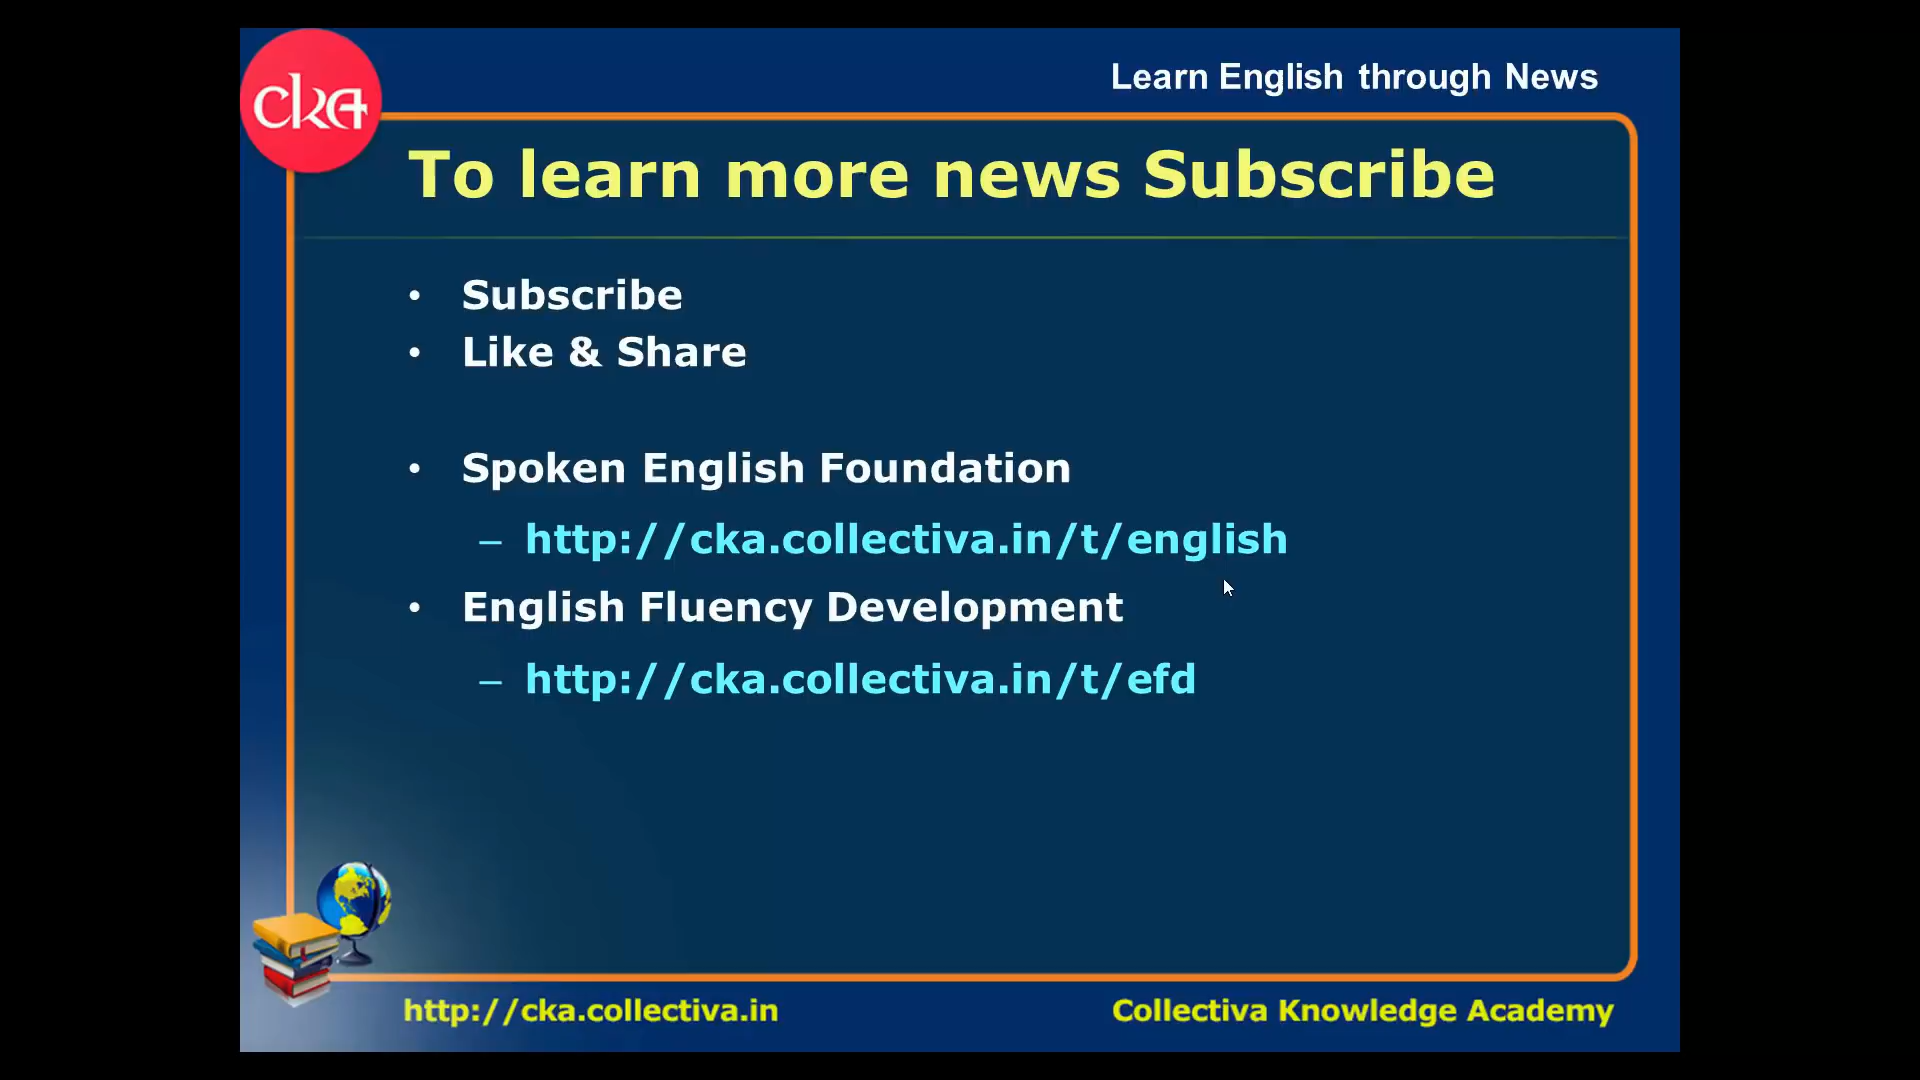 cka
Learn English through News
To learn more news Subscribe
• Subscribe
• Like & Share
• Spoken English Foundation
– http://cka.collectiva.in/t/english
• English Fluency Development
– http://cka.collectiva.in/t/efd
http://cka.collectiva.in
Collectiva Knowledge Academy